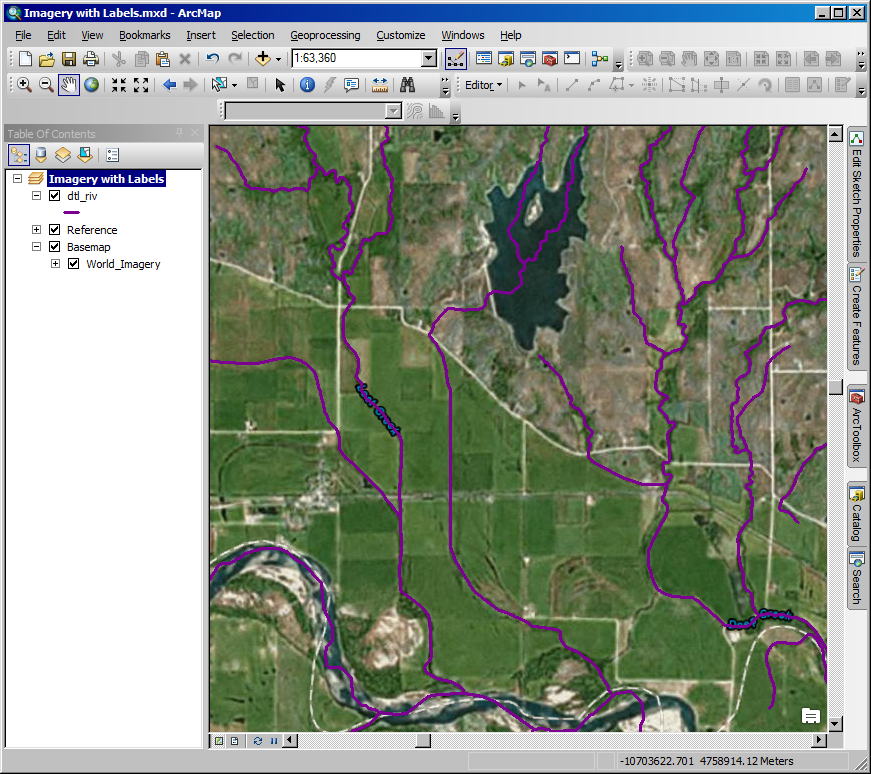 Imagery with Labels.mxd - ArcMap
File Edit View Bookmarks Insert Selection Geoprocessing Customize Windows Help
1:63,360
Editor
Table Of Contents
Imagery with Labels
dtl_riv
Reference
Basemap
World_Imagery
Creek
Creek
Edit Sketch Properties
Create Features
ArcToolbox
Catalog
Search
-10703622.701 4758914.12 Meters